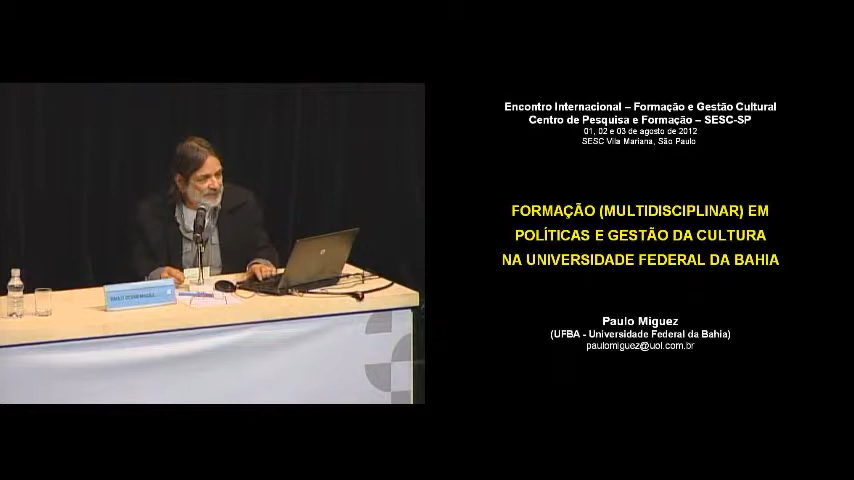 Encontro Internacional – Formação e Gestão Cultural
Centro de Pesquisa e Formação – SESC-SP
01, 02 e 03 de agosto de 2012
SESC Vila Mariana, São Paulo
FORMAÇÃO (MULTIDISCIPLINAR) EM
POLÍTICAS E GESTÃO DA CULTURA
NA UNIVERSIDADE FEDERAL DA BAHIA
Paulo Miguez
(UFBA - Universidade Federal da Bahia)
paulomiguez@uol.com.br